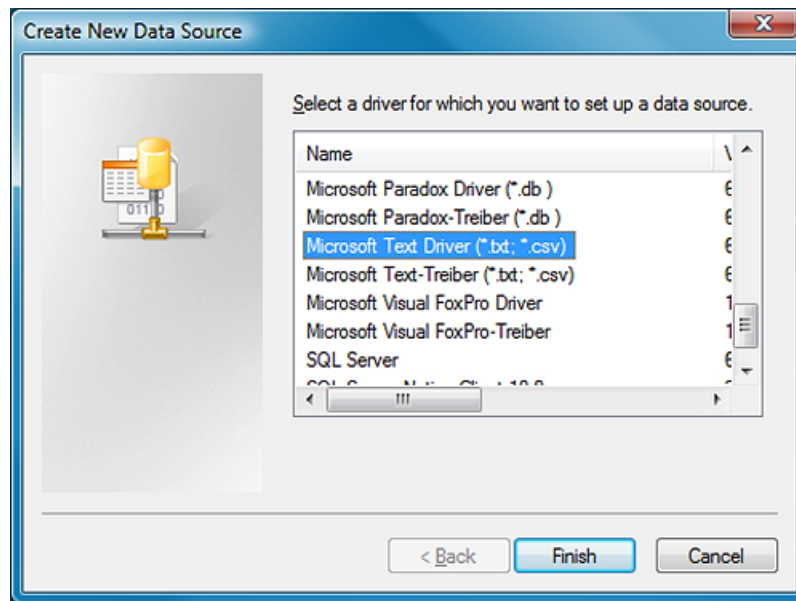 Create New Data Source
Select a driver for which you want to set up a data source.
Name
Microsoft Paradox Driver (*.db )
Microsoft Paradox-Treiber (*.db )
Microsoft Text Driver (*.txt; *.csv)
Microsoft Text-Treiber (*.txt; *.csv)
Microsoft Visual FoxPro Driver 1
Microsoft Visual FoxPro-Treiber 1
SQL Server
< Back Finish Cancel